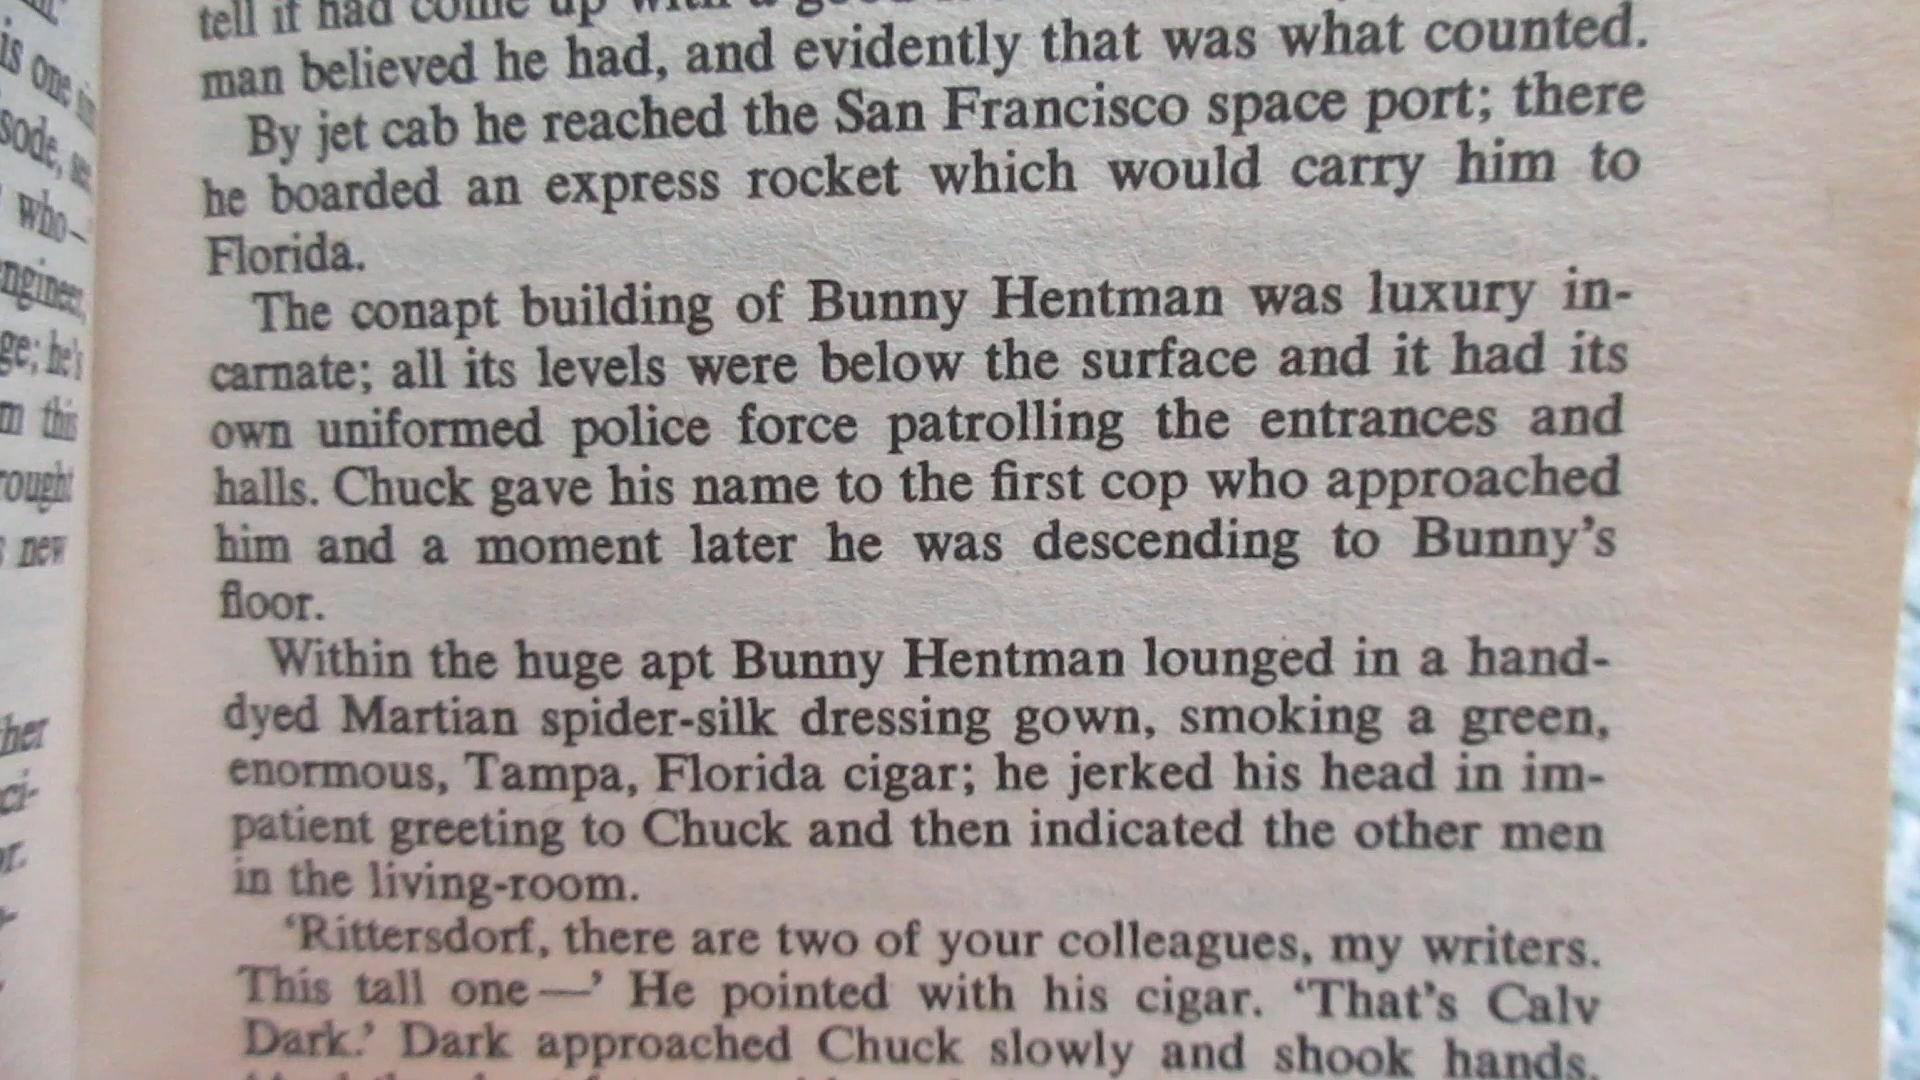 tell if had come up with a
man believed he had, and evidently that was what counted.
By jet cab he reached the San Francisco space port; there
he boarded an express rocket which would carry him to
Florida.
The conapt building of Bunny Hentman was luxury in-
carnate; all its levels were below the surface and it had its
own uniformed police force patrolling the entrances and
halls. Chuck gave his name to the first cop who approached
him and a moment later he was descending to Bunny's
floor.
Within the huge apt Bunny Hentman lounged in a hand-
dyed Martian spider-silk dressing gown, smoking a green,
enormous, Tampa, Florida cigar; he jerked his head in im-
patient greeting to Chuck and then indicated the other men
in the living-room.
‘Rittersdorf, there are two of your colleagues, my writers.
This tall one—’ He pointed with his cigar. ‘That's Calv
Dark.’ Dark approached Chuck slowly and shook hands.